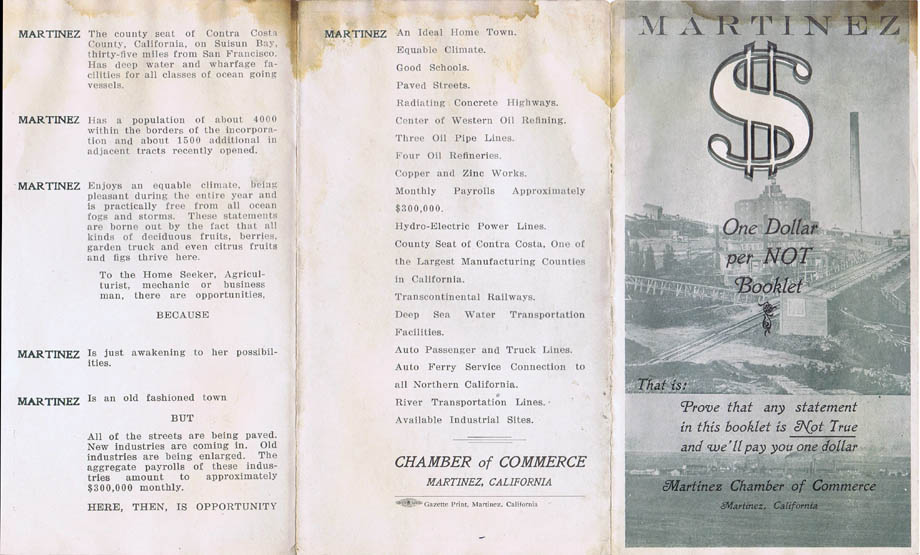 MARTINEZ The county seat of Contra Costa
County, California, on Suisun Bay,
thirty-five miles from San Francisco.
Has deep water and wharfage fa-
cilities for all classes of ocean going
vessels.
MARTINEZ Has a population of about 4000
within the borders of the incorpora-
tion and about 1500 additional in
adjacent tracts recently opened.
MARTINEZ Enjoys an equable climate, being
pleasant during the entire year and
is practically free from all ocean
fogs and storms. These statements
are borne out by the fact that all
kinds of deciduous fruits, berries,
garden truck and even citrus fruits
and figs thrive here.
To the Home Seeker, Agricul-
turist, mechanic or business
man, there are opportunities,
BECAUSE
MARTINEZ Is just awakening to her possibil-
ities.
MARTINEZ Is an old fashioned town
BUT
All of the streets are being paved.
New industries are coming in. Old
industries are being enlarged. The
aggregate payrolls of these indus-
tries amount to approximately
$300,000 monthly.
HERE, THEN, IS OPPORTUNITY
MARTINEZ An Ideal Home Town.
Equable Climate.
Good Schools.
Paved Streets.
Radiating Concrete Highways.
Center of Western Oil Refining.
Three Oil Pipe Lines.
Four Oil Refineries.
Copper and Zinc Works.
Monthly Payrolls Approximately
$300,000.
Hydro-Electric Power Lines.
County Seat of Contra Costa, One of
the Largest Manufacturing Counties
in California.
Transcontinental Railways.
Deep Sea Water Transportation
Facilities.
Auto Passenger and Truck Lines.
Auto Ferry Service Connection to
all Northern California.
River Transportation Lines.
Available Industrial Sites.
CHAMBER of COMMERCE
MARTINEZ, CALIFORNIA
Gazette Print, Martinez, California
MARTINEZ
$
One Dollar
per NOT
Booklet
That is:
Prove that any statement
in this booklet is Not True
and we'll pay you one dollar
Martinez Chamber of Commerce
Martinez, California